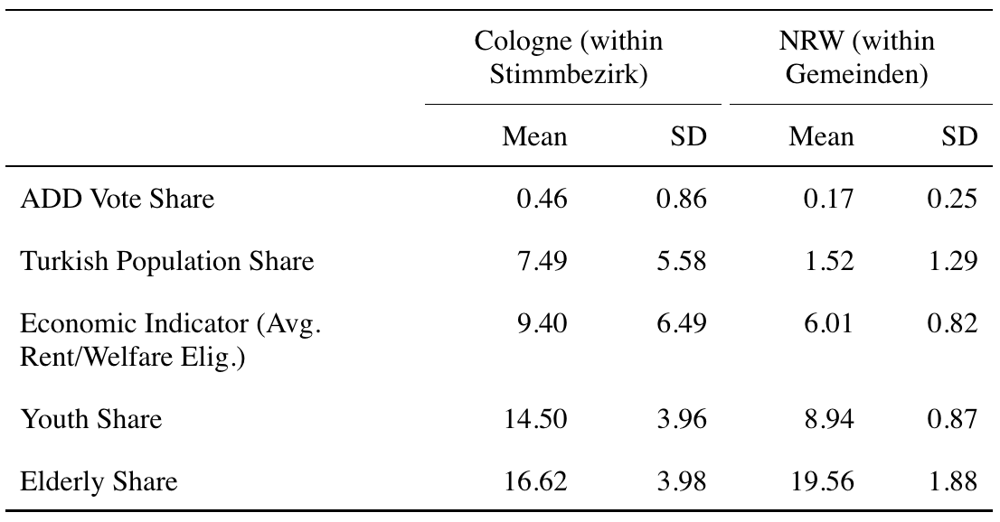 Cologne (within Stimmbezirk) NRW (within Gemeinden)
Mean SD Mean SD
ADD Vote Share 0.46 0.86 0.17 0.25
Turkish Population Share 7.49 5.58 1.52 1.29
Economic Indicator (Avg. 9.40 6.49 6.01 0.82
Rent/Welfare Elig.)
Youth Share 14.50 3.96 8.94 0.87
Elderly Share 16.62 3.98 19.56 1.88